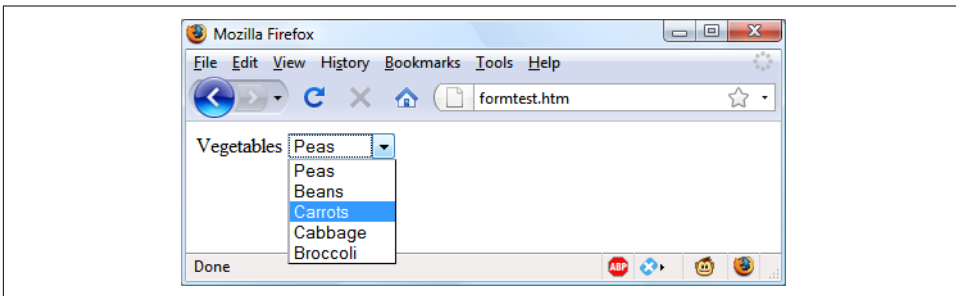 Mozilla Firefox
File Edit View History Bookmarks Tools Help
formtest.htm
Vegetables Peas
Peas
Beans
Carrots
Cabbage
Broccoli
Done ABP